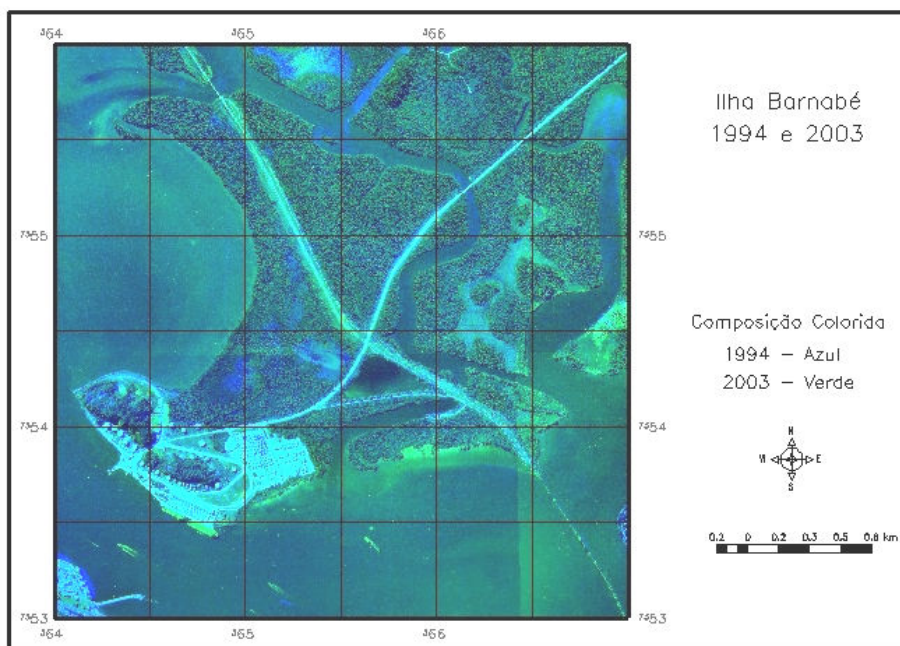 ³64 ³65 ³66
Ilha Barnabé
1994 e 2003
7³55 7³55
Composição Colorida
1994 – Azul
2003 – Verde
N
W E
S
7³54 7³54
0.2 0 0.2 0.3 0.5 0.8 km
7³53 7³53
³64 ³65 ³66